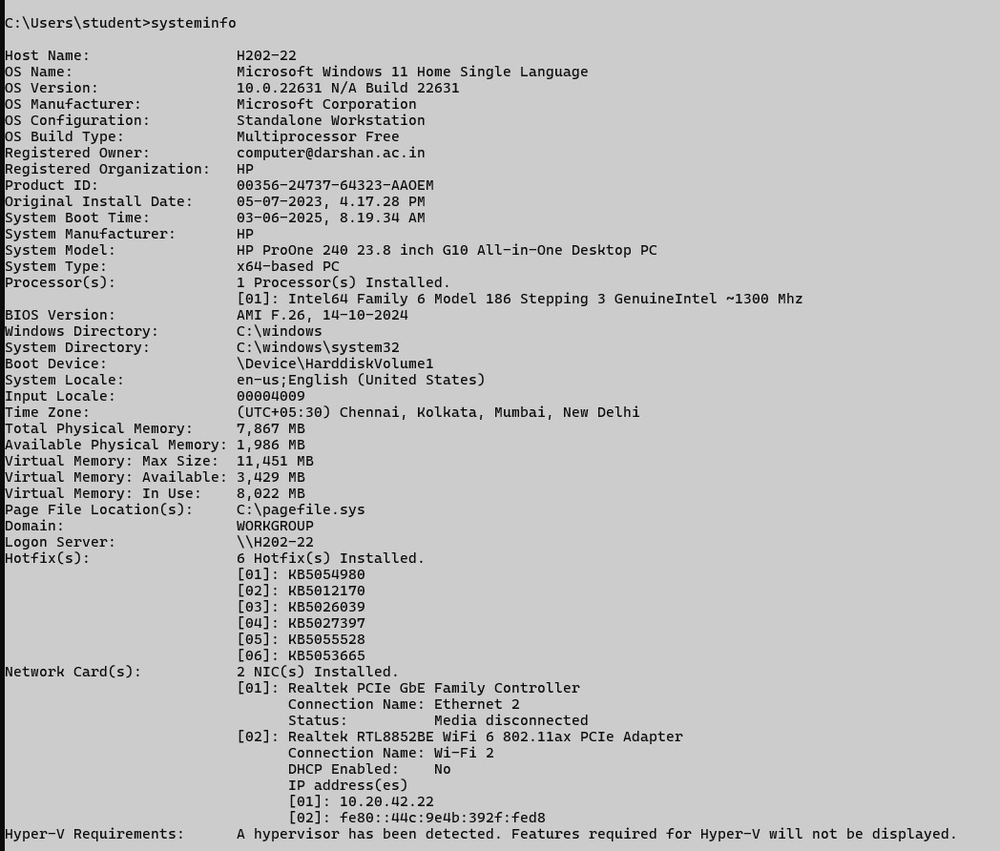 C:\Users\student>systeminfo
Host Name: H202-22
OS Name: Microsoft Windows 11 Home Single Language
OS Version: 10.0.22631 N/A Build 22631
OS Manufacturer: Microsoft Corporation
OS Configuration: Standalone Workstation
OS Build Type: Multiprocessor Free
Registered Owner: computer@darshan.ac.in
Registered Organization: HP
Product ID: 00356-24737-64323-AAOEM
Original Install Date: 05-07-2023, 4.17.28 PM
System Boot Time: 03-06-2025, 8.19.34 AM
System Manufacturer: HP
System Model: HP ProOne 240 23.8 inch G10 All-in-One Desktop PC
System Type: x64-based PC
Processor(s): 1 Processor(s) Installed.
[01]: Intel64 Family 6 Model 186 Stepping 3 GenuineIntel ~1300 Mhz
BIOS Version: AMI F.26, 14-10-2024
Windows Directory: C:\windows
System Directory: C:\windows\system32
Boot Device: \Device\HarddiskVolume1
System Locale: en-us;English (United States)
Input Locale: 00004009
Time Zone: (UTC+05:30) Chennai, Kolkata, Mumbai, New Delhi
Total Physical Memory: 7,867 MB
Available Physical Memory: 1,986 MB
Virtual Memory: Max Size: 11,451 MB
Virtual Memory: Available: 3,429 MB
Virtual Memory: In Use: 8,022 MB
Page File Location(s): C:\pagefile.sys
Domain: WORKGROUP
Logon Server: \\H202-22
Hotfix(s): 6 Hotfix(s) Installed.
[01]: KB5054980
[02]: KB5012170
[03]: KB5026039
[04]: KB5027397
[05]: KB5055528
[06]: KB5053665
Network Card(s): 2 NIC(s) Installed.
[01]: Realtek PCIe GbE Family Controller
Connection Name: Ethernet 2
Status: Media disconnected
[02]: Realtek RTL8852BE WiFi 6 802.11ax PCIe Adapter
Connection Name: Wi-Fi 2
DHCP Enabled: No
IP address(es)
[01]: 10.20.42.22
[02]: fe80::44c:9e4b:392f:fed8
Hyper-V Requirements: A hypervisor has been detected. Features required for Hyper-V will not be displayed.